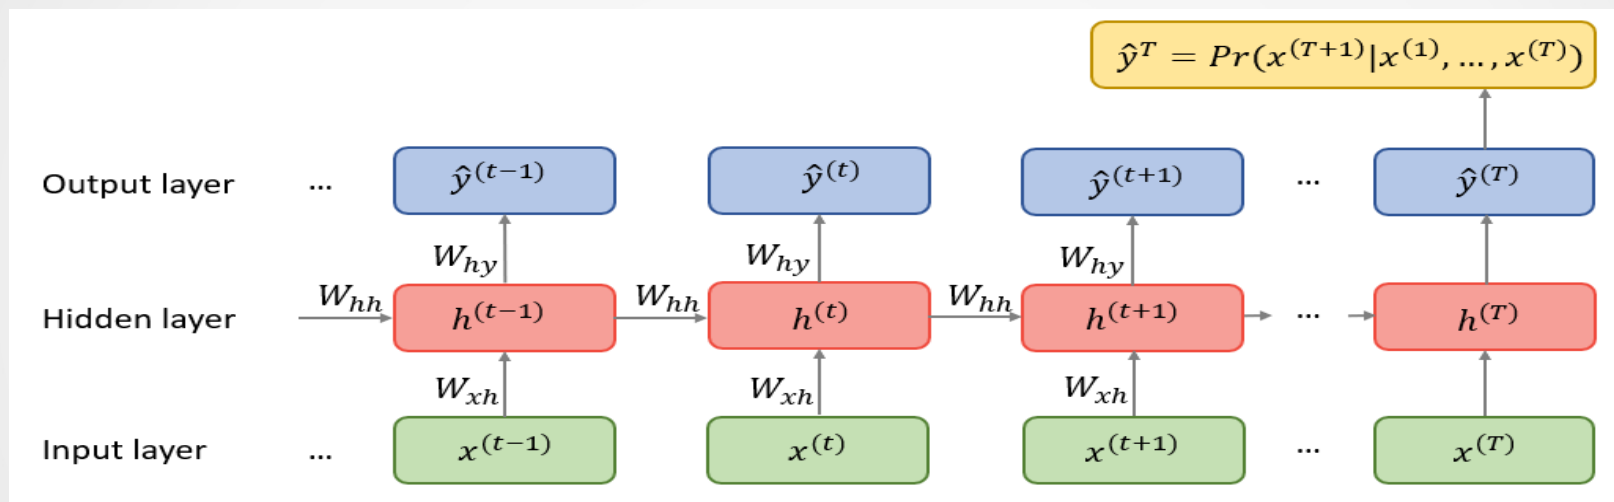 ŷᵀ = Pr(x⁽ᵀ⁺¹⁾|x⁽¹⁾, ... , x⁽ᵀ⁾)
Output layer ... ŷ⁽ᵗ⁻¹⁾ ŷ⁽ᵗ⁾ ŷ⁽ᵗ⁺¹⁾ ... ŷ⁽ᵀ⁾
W_hy W_hy W_hy
W_hh W_hh W_hh
Hidden layer h⁽ᵗ⁻¹⁾ h⁽ᵗ⁾ h⁽ᵗ⁺¹⁾ ... h⁽ᵀ⁾
W_xh W_xh W_xh
Input layer ... x⁽ᵗ⁻¹⁾ x⁽ᵗ⁾ x⁽ᵗ⁺¹⁾ ... x⁽ᵀ⁾